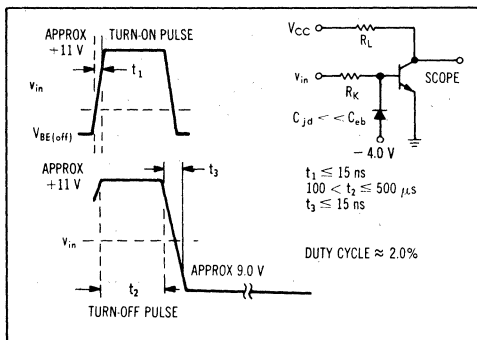 APPROX
+11 V
TURN-ON PULSE
t1
vin
VBE(off)
APPROX
+11 V
t3
vin
APPROX 9.0 V
t2
TURN-OFF PULSE
VCC
RL
SCOPE
vin
RK
Cjd << Ceb
-4.0 V
t1 ≤ 15 ns
100 < t2 ≤ 500 μs
t3 ≤ 15 ns
DUTY CYCLE ≈ 2.0%